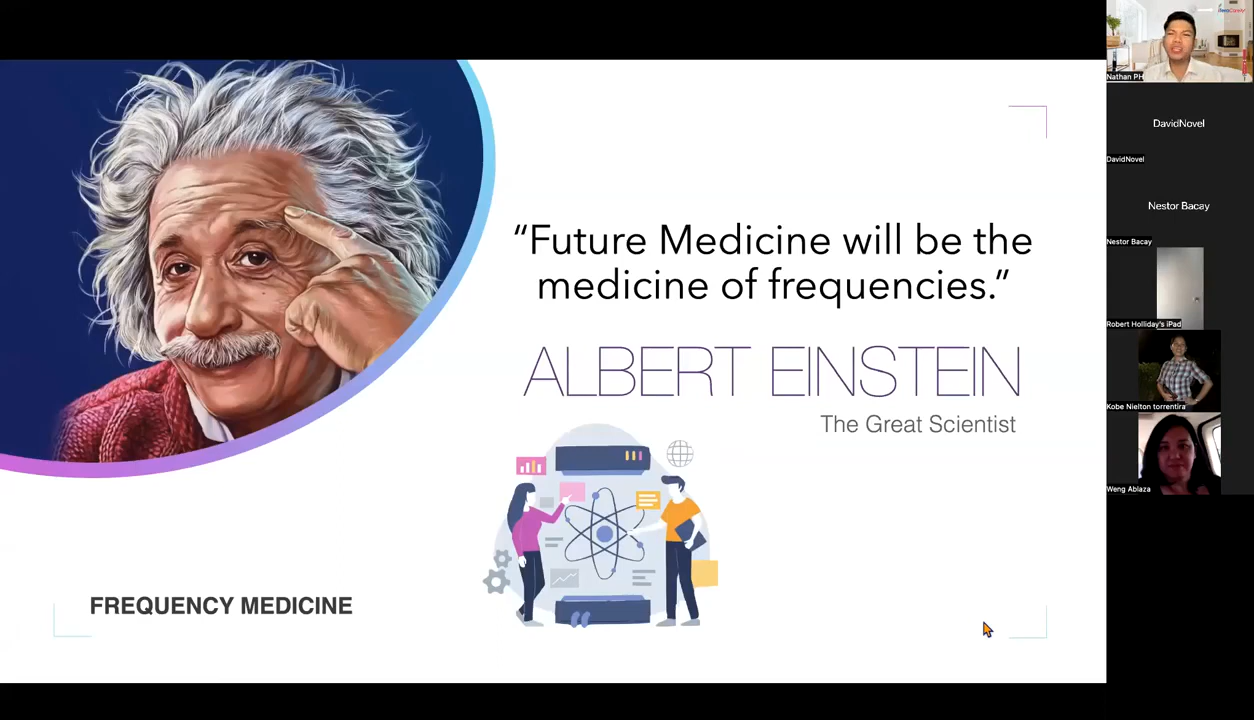 “Future Medicine will be the
medicine of frequencies.”
ALBERT EINSTEIN
The Great Scientist
FREQUENCY MEDICINE
Nathan PH
DavidNovel
DavidNovel
Nestor Bacay
Nestor Bacay
Robert Holliday's iPad
Kobe Nielton torrentira
Weng Ablaza